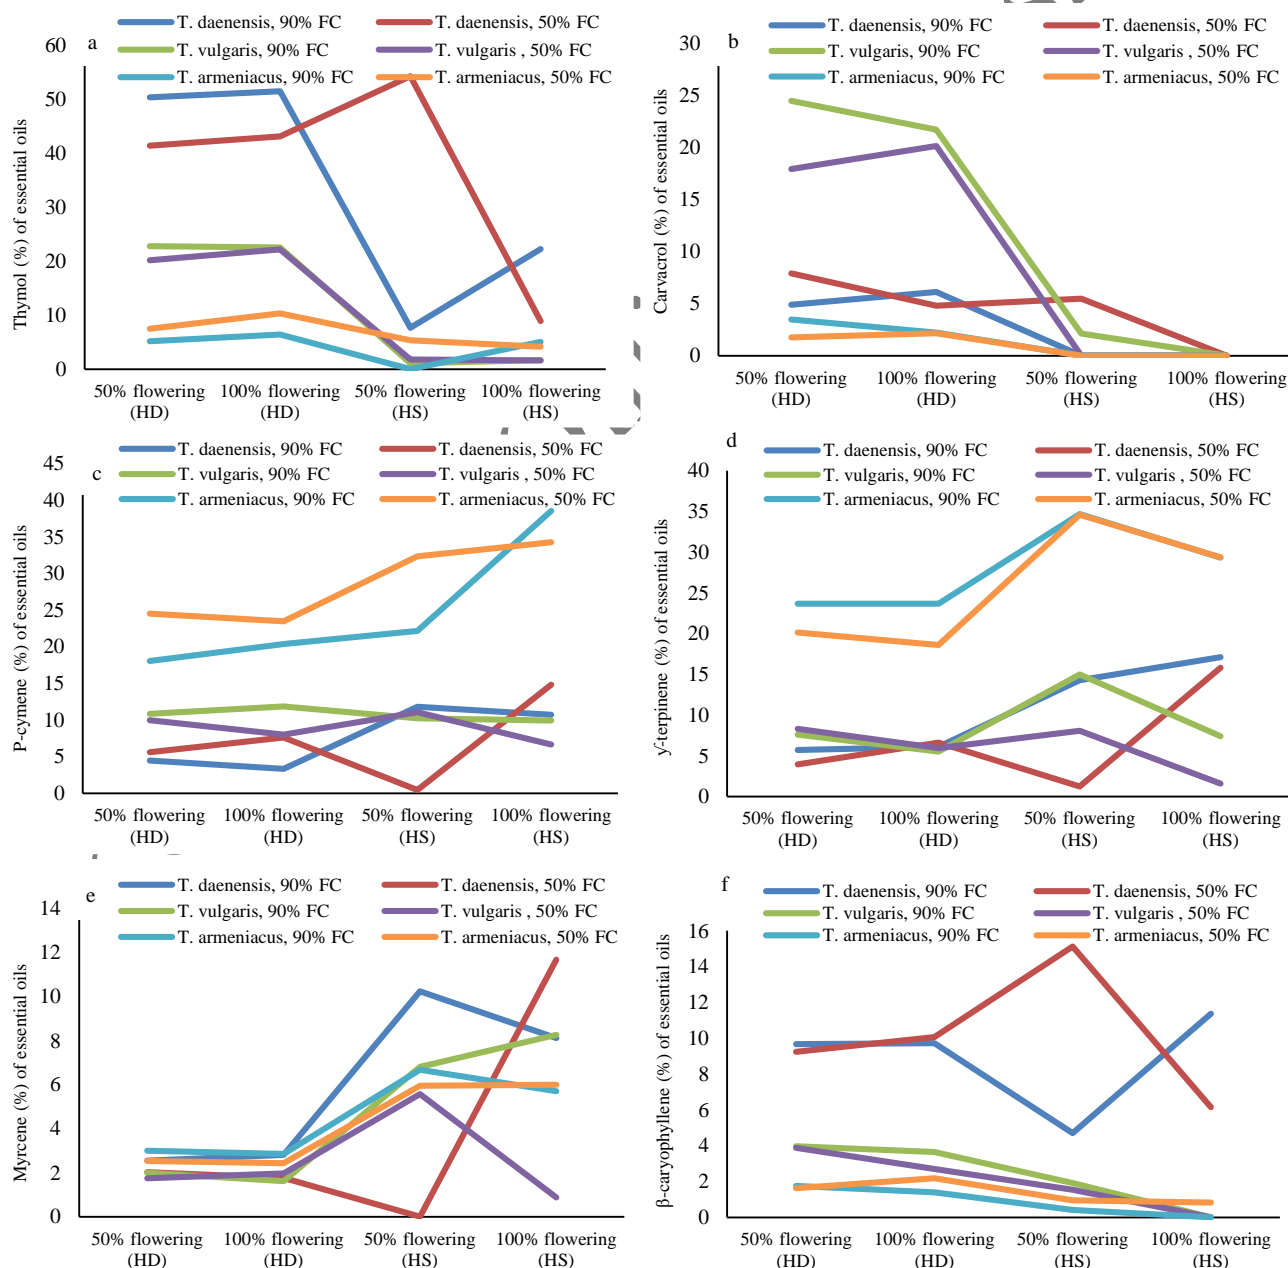 a
T. daenensis, 90% FC
T. daenensis, 50% FC
T. vulgaris, 90% FC
T. vulgaris , 50% FC
T. armeniacus, 90% FC
T. armeniacus, 50% FC
Thymol (%) of essential oils
60
50
40
30
20
10
0
50% flowering (HD)
100% flowering (HD)
50% flowering (HS)
100% flowering (HS)
b
T. daenensis, 90% FC
T. daenensis, 50% FC
T. vulgaris, 90% FC
T. vulgaris , 50% FC
T. armeniacus, 90% FC
T. armeniacus, 50% FC
Carvacrol (%) of essential oils
30
25
20
15
10
5
0
50% flowering (HD)
100% flowering (HD)
50% flowering (HS)
100% flowering (HS)
c
T. daenensis, 90% FC
T. daenensis, 50% FC
T. vulgaris, 90% FC
T. vulgaris , 50% FC
T. armeniacus, 90% FC
T. armeniacus, 50% FC
P-cymene (%) of essential oils
45
40
35
30
25
20
15
10
5
0
50% flowering (HD)
100% flowering (HD)
50% flowering (HS)
100% flowering (HS)
d
T. daenensis, 90% FC
T. daenensis, 50% FC
T. vulgaris, 90% FC
T. vulgaris , 50% FC
T. armeniacus, 90% FC
T. armeniacus, 50% FC
γ-terpinene (%) of essential oils
40
35
30
25
20
15
10
5
0
50% flowering (HD)
100% flowering (HD)
50% flowering (HS)
100% flowering (HS)
e
T. daenensis, 90% FC
T. daenensis, 50% FC
T. vulgaris, 90% FC
T. vulgaris , 50% FC
T. armeniacus, 90% FC
T. armeniacus, 50% FC
Myrcene (%) of essential oils
14
12
10
8
6
4
2
0
50% flowering (HD)
100% flowering (HD)
50% flowering (HS)
100% flowering (HS)
f
T. daenensis, 90% FC
T. daenensis, 50% FC
T. vulgaris, 90% FC
T. vulgaris , 50% FC
T. armeniacus, 90% FC
T. armeniacus, 50% FC
β-caryophyllene (%) of essential oils
16
14
12
10
8
6
4
2
0
50% flowering (HD)
100% flowering (HD)
50% flowering (HS)
100% flowering (HS)